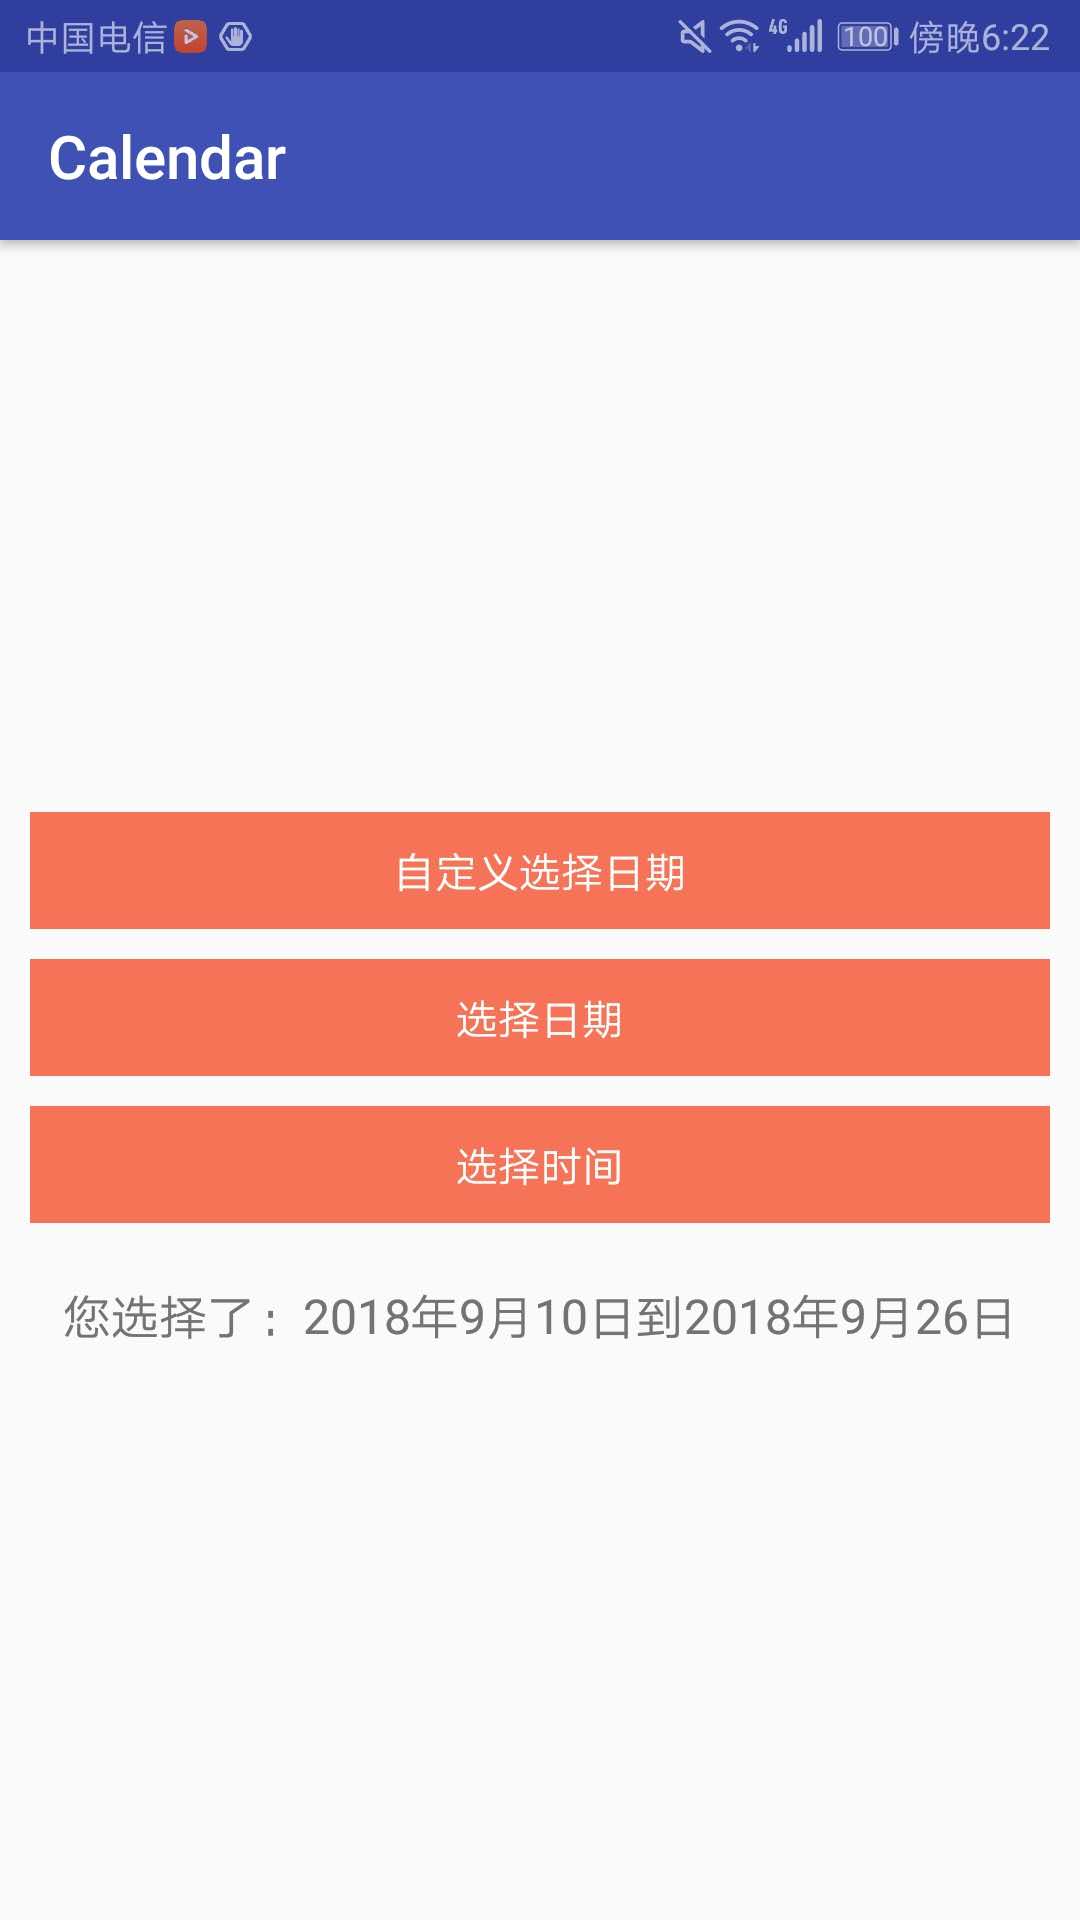 中国电信 4G 100 傍晚6:22
Calendar
自定义选择日期
选择日期
选择时间
您选择了：2018年9月10日到2018年9月26日